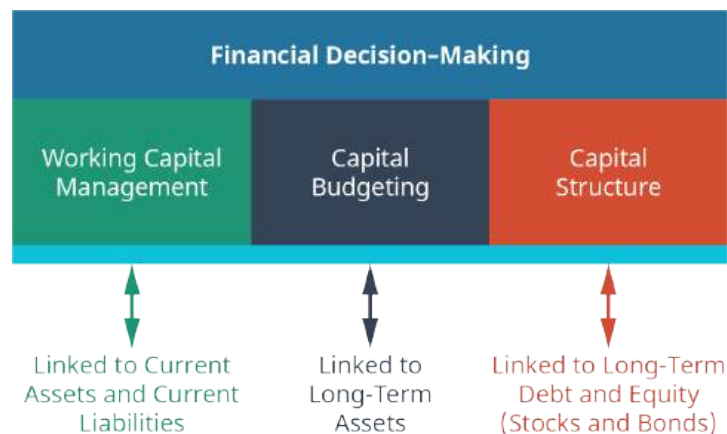 Financial Decision–Making
Working Capital
Management
Capital
Budgeting
Capital
Structure
Linked to Current
Assets and Current
Liabilities
Linked to
Long-Term
Assets
Linked to Long-Term
Debt and Equity
(Stocks and Bonds)